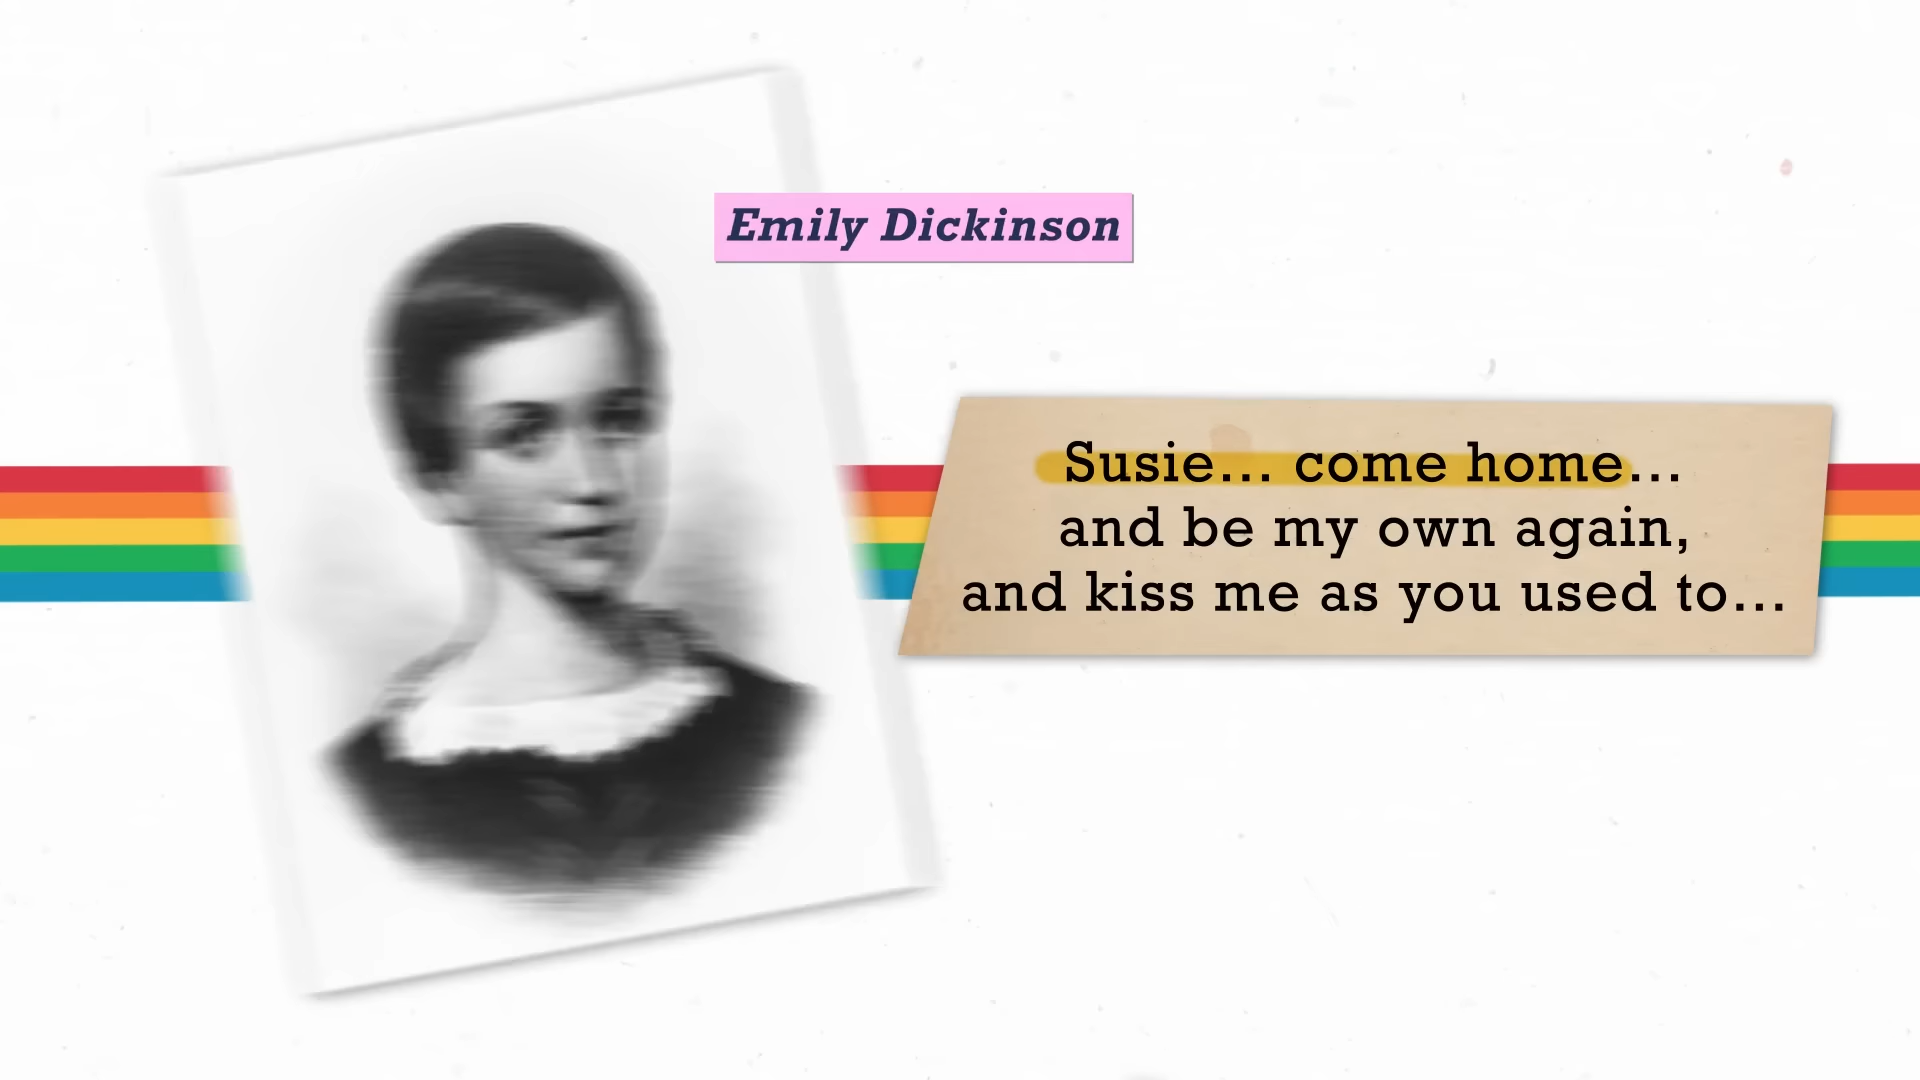 Emily Dickinson
Susie... come home...
and be my own again,
and kiss me as you used to...